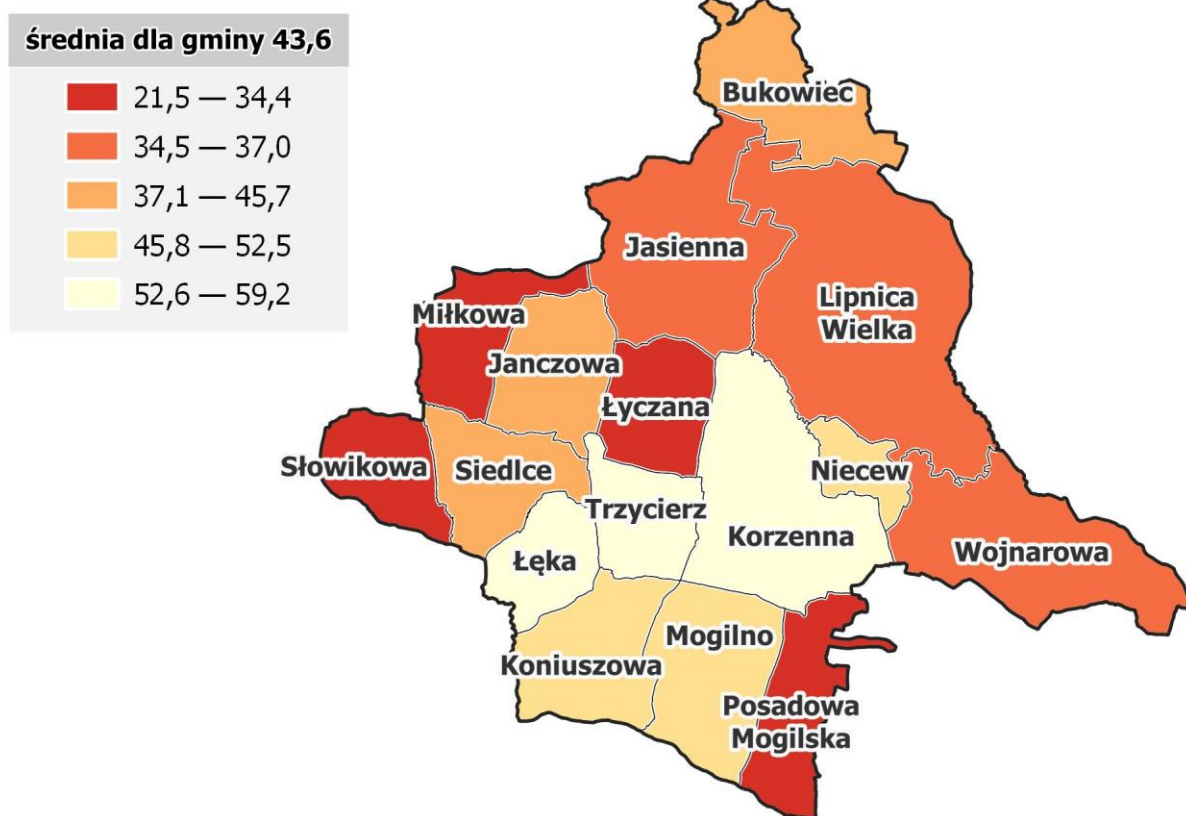 średnia dla gminy 43,6
21,5 — 34,4
34,5 — 37,0
37,1 — 45,7
45,8 — 52,5
52,6 — 59,2
Bukowiec
Jasienna
Lipnica
Wielka
Miłkowa
Janczowa
Łyczana
Słowikowa
Siedlce
Niecew
Trzycierz
Korzenna
Wojnarowa
Łęka
Mogilno
Koniuszowa
Posadowa
Mogilska